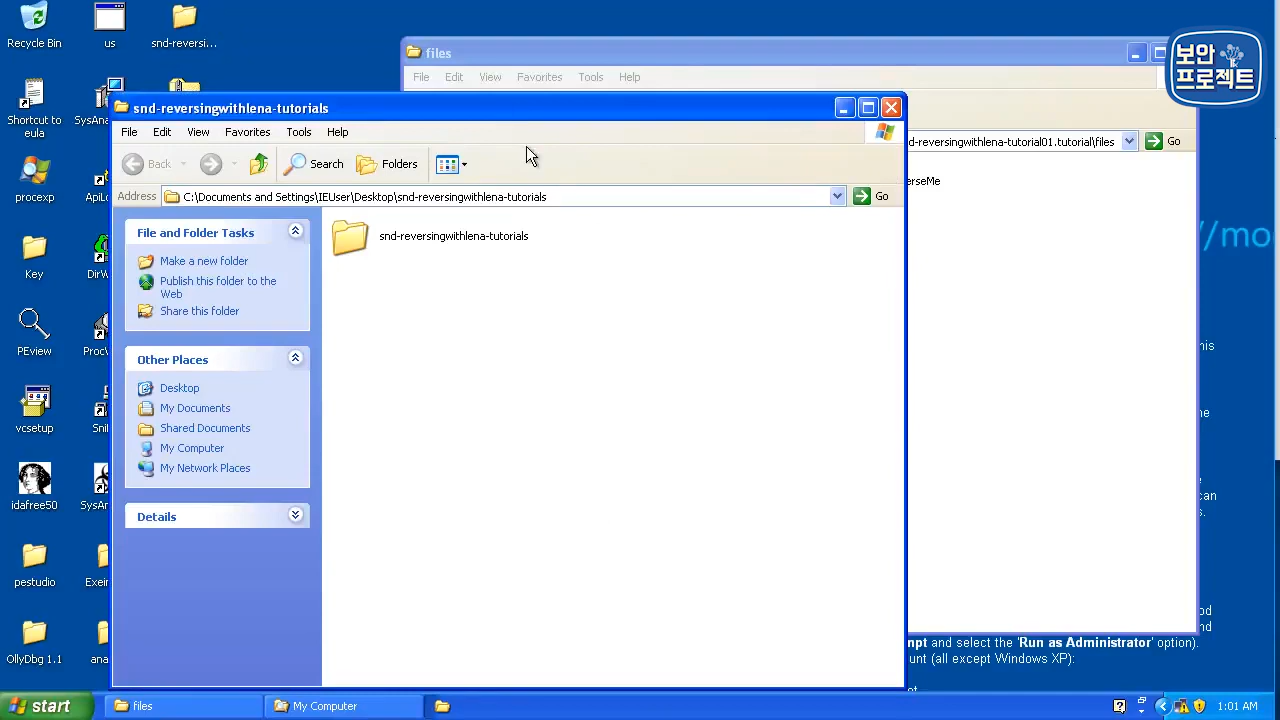 Recycle Bin
us
snd-reversi...
files
File Edit View Favorites Tools Help
보안
프로젝트
Shortcut to
eula
SysAna
snd-reversingwithlena-tutorials
File Edit View Favorites Tools Help
Back Search Folders
d-reversingwithlena-tutorial01.tutorial\files Go
Address C:\Documents and Settings\IEUser\Desktop\snd-reversingwithlena-tutorials Go
erseMe
procexp
ApiLo
File and Folder Tasks
snd-reversingwithlena-tutorials
Make a new folder
Publish this folder to the
Web
Share this folder
//mo
Key
DirW
PEview
ProcV
his
Other Places
Desktop
My Documents
Shared Documents
My Computer
My Network Places
he
vcsetup
Sni
idafree50
SysAn
can
s.
Details
pestudio
Exein
od
nd
OllyDbg 1.1
ana
npt and select the 'Run as Administrator' option).
unt (all except Windows XP):
start
files
My Computer
1:01 AM